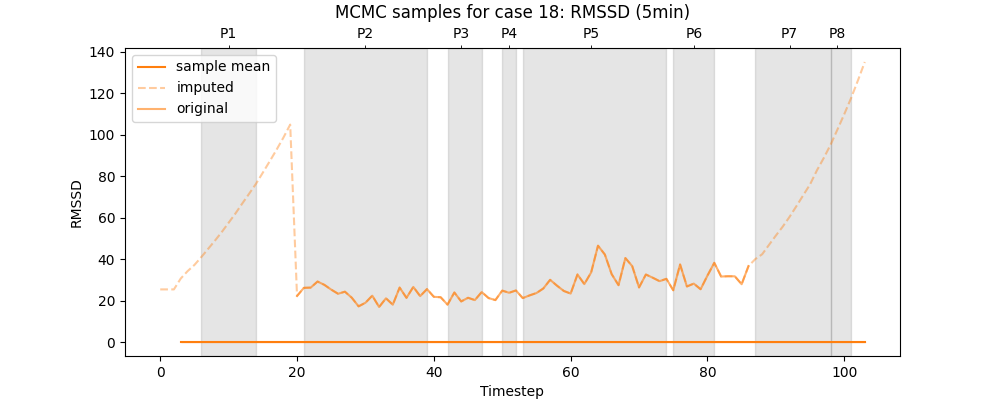 MCMC samples for case 18: RMSSD (5min)
P1 P2 P3 P4 P5 P6 P7 P8
sample mean
imputed
original
140
120
100
80
60
40
20
0
RMSSD
0 20 40 60 80 100
Timestep